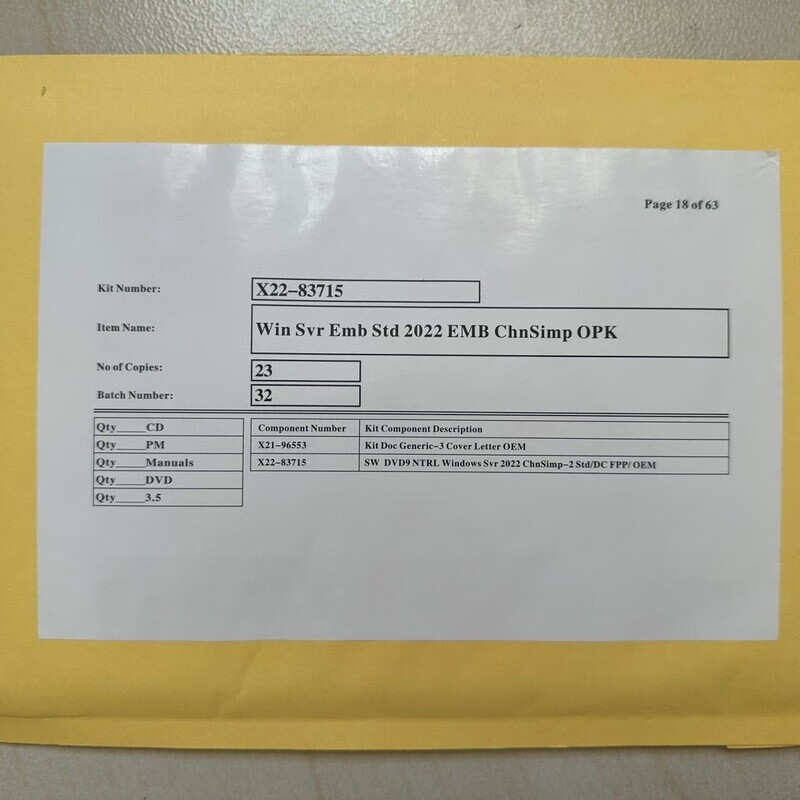 Page 18 of 63
Kit Number: X22-83715
Item Name: Win Svr Emb Std 2022 EMB ChnSimp OPK
No of Copies: 23
Batch Number: 32
Qty____CD
Qty____PM
Qty____Manuals
Qty____DVD
Qty____3.5
Component Number Kit Component Description
X21-96553 Kit Doc Generic-3 Cover Letter OEM
X22-83715 SW DVD9 NTRL Windows Svr 2022 ChnSimp-2 Std/DC FPP/ OEM